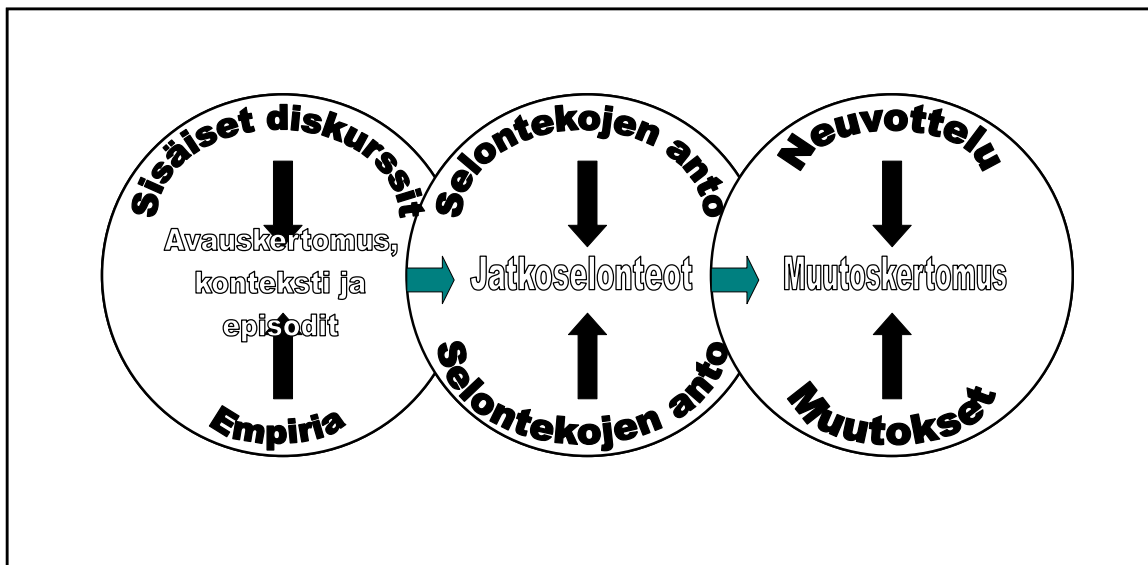 Sisäiset diskurssit
Avauskertomus,
konteksti ja
episodit
Empiria
Selontekojen anto
Jatkoselonteot
Selontekojen anto
Neuvottelu
Muutoskertomus
Muutokset